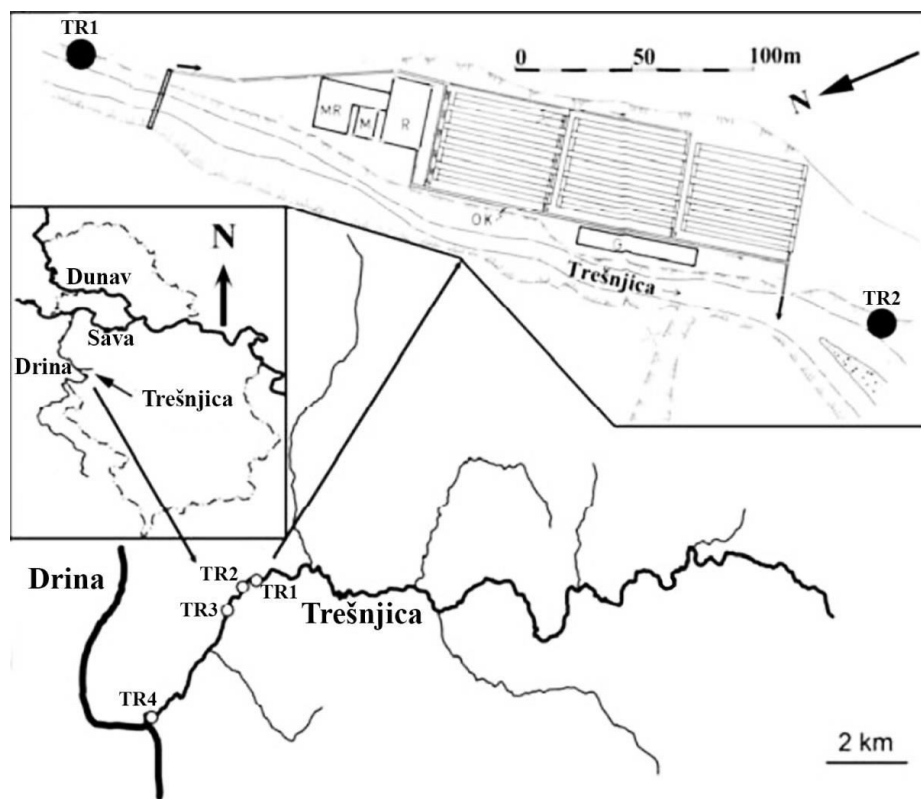 TR1
0 50 100m
N
MR
M
R
OK
G
Trešnjica
TR2
N
Dunav
Sava
Drina
Trešnjica
Drina
TR2
TR1
TR3
Trešnjica
TR4
2 km